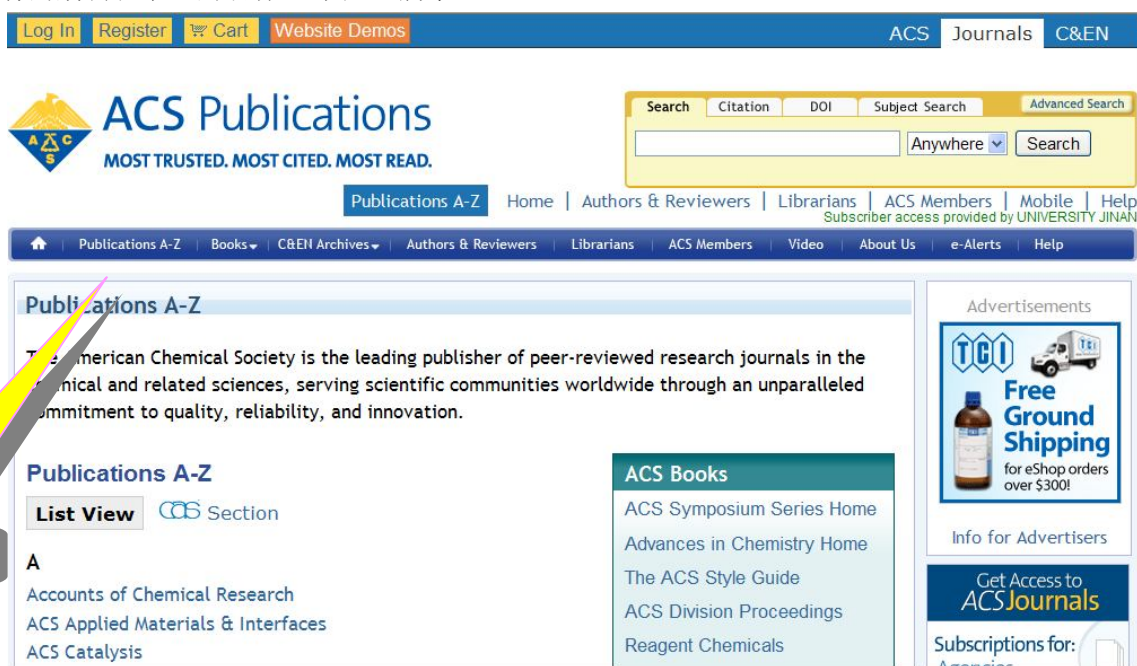 Log In Register Cart Website Demos ACS Journals C&EN
ACS Publications
MOST TRUSTED. MOST CITED. MOST READ.
A C S
Search Citation DOI Subject Search Advanced Search
Anywhere Search
Publications A-Z Home | Authors & Reviewers | Librarians | ACS Members | Mobile | Help
Subscriber access provided by UNIVERSITY JINAN
Publications A-Z Books C&EN Archives Authors & Reviewers Librarians ACS Members Video About Us e-Alerts Help
Publications A-Z
American Chemical Society is the leading publisher of peer-reviewed research journals in the
and related sciences, serving scientific communities worldwide through an unparalleled
commitment to quality, reliability, and innovation.
Publications A-Z
List View CAS Section
A
Accounts of Chemical Research
ACS Applied Materials & Interfaces
ACS Catalysis
ACS Books
ACS Symposium Series Home
Advances in Chemistry Home
The ACS Style Guide
ACS Division Proceedings
Reagent Chemicals
Advertisements
TCI
Free
Ground
Shipping
for eShop orders
over $300!
Info for Advertisers
Get Access to
ACS Journals
Subscriptions for: